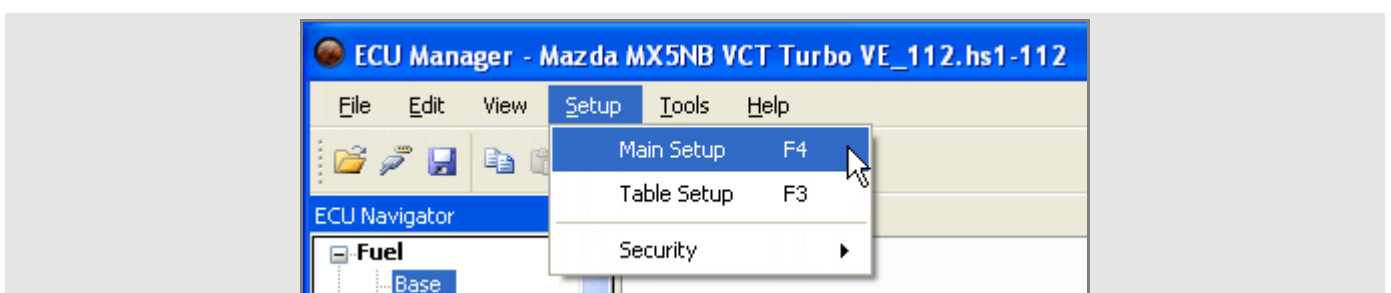 ECU Manager - Mazda MX5NB VCT Turbo VE_112.hs1-112
File Edit View Setup Tools Help
Main Setup F4
Table Setup F3
ECU Navigator
Security
Fuel
Base